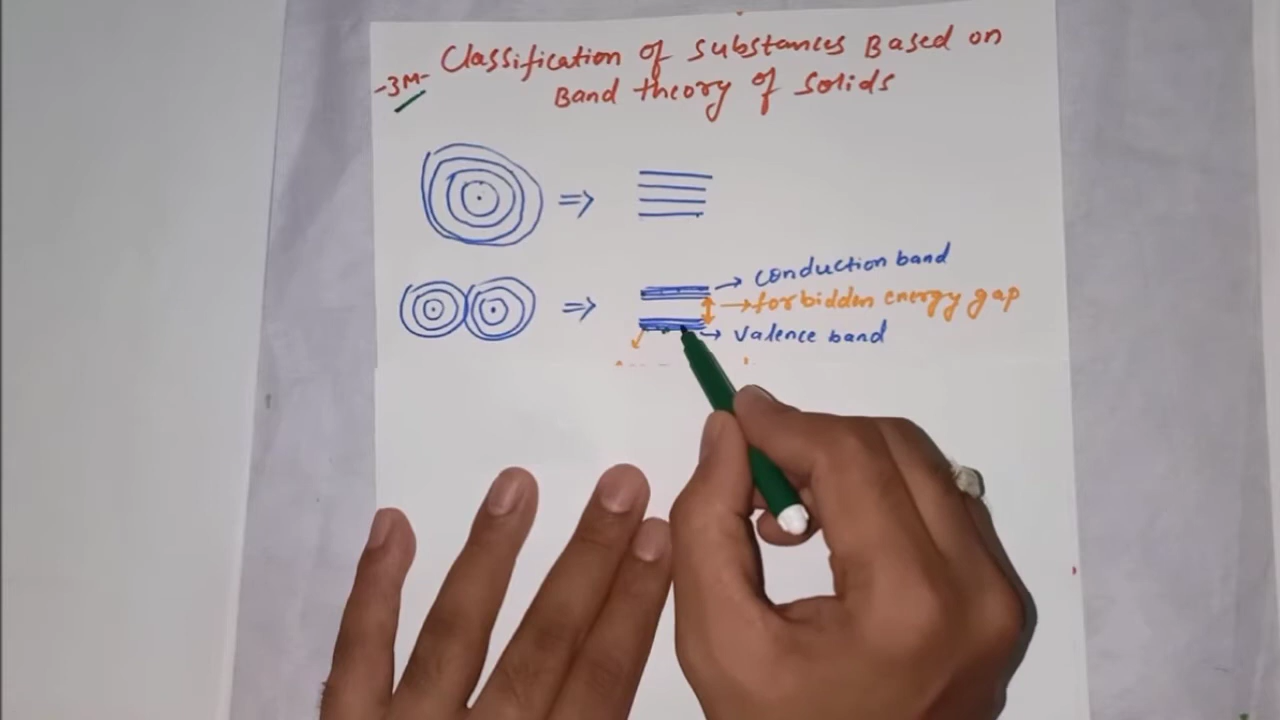 Classification of substances Based on
-3M-
Band theory of solids
conduction band
forbidden energy gap
valence band